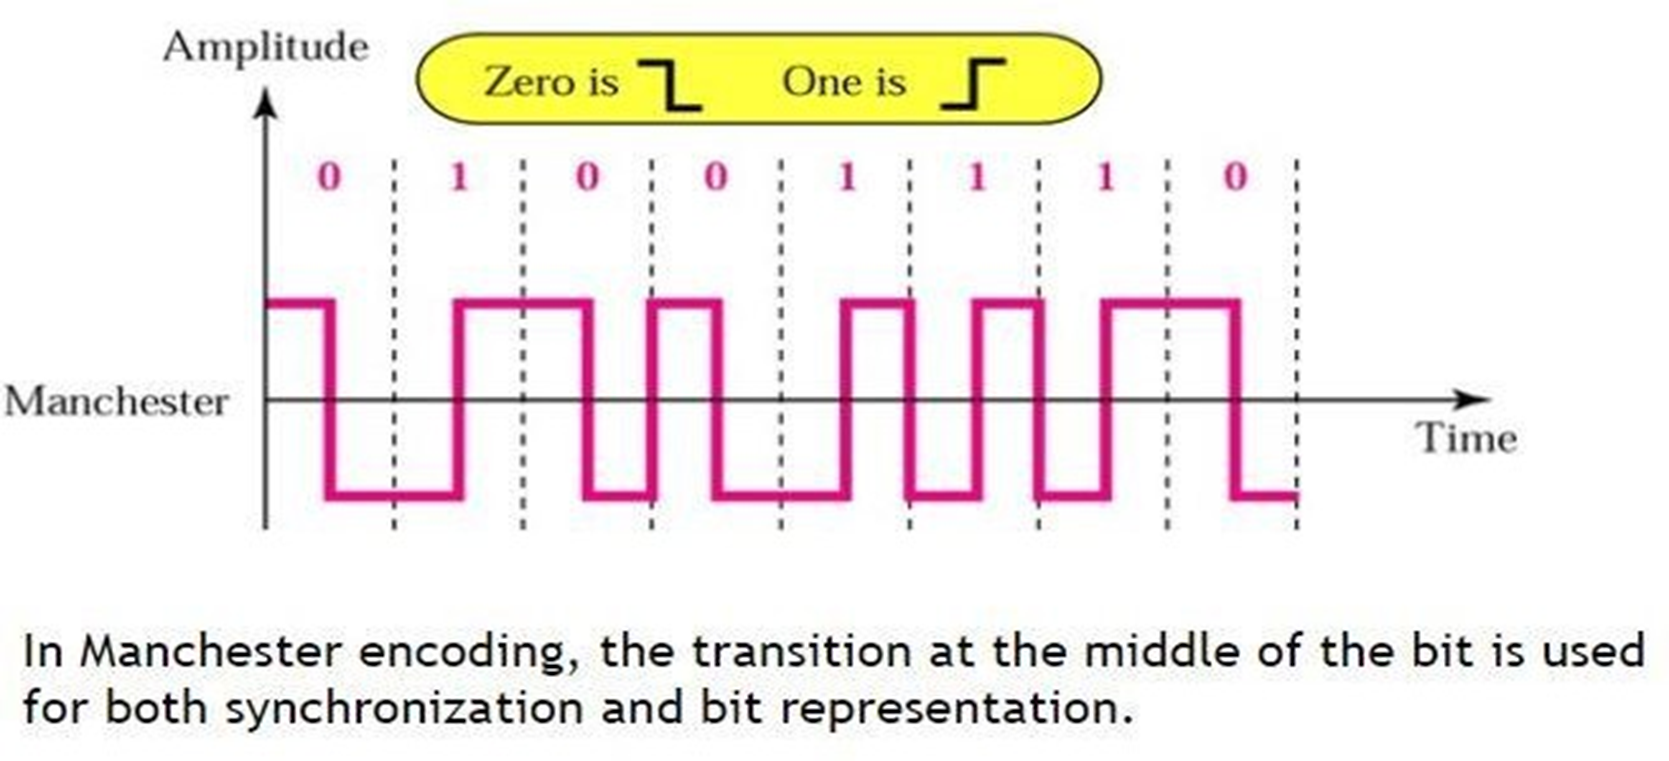 Amplitude
Zero is One is
0 1 0 0 1 1 1 0
Manchester
Time
In Manchester encoding, the transition at the middle of the bit is used
for both synchronization and bit representation.